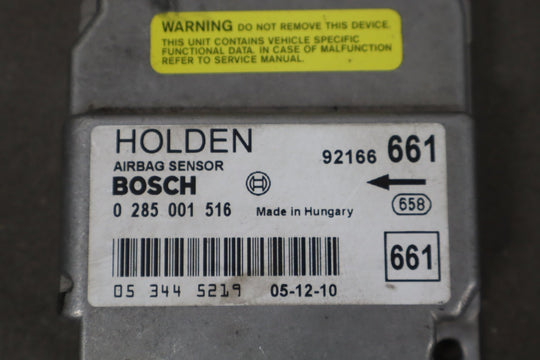 WARNING DO NOT REMOVE THIS DEVICE.
THIS UNIT CONTAINS VEHICLE SPECIFIC
FUNCTIONAL DATA. IN CASE OF MALFUNCTION
REFER TO SERVICE MANUAL.
HOLDEN
92166 661
AIRBAG SENSOR
BOSCH
0 285 001 516 Made in Hungary
658
661
05 344 5219 05-12-10